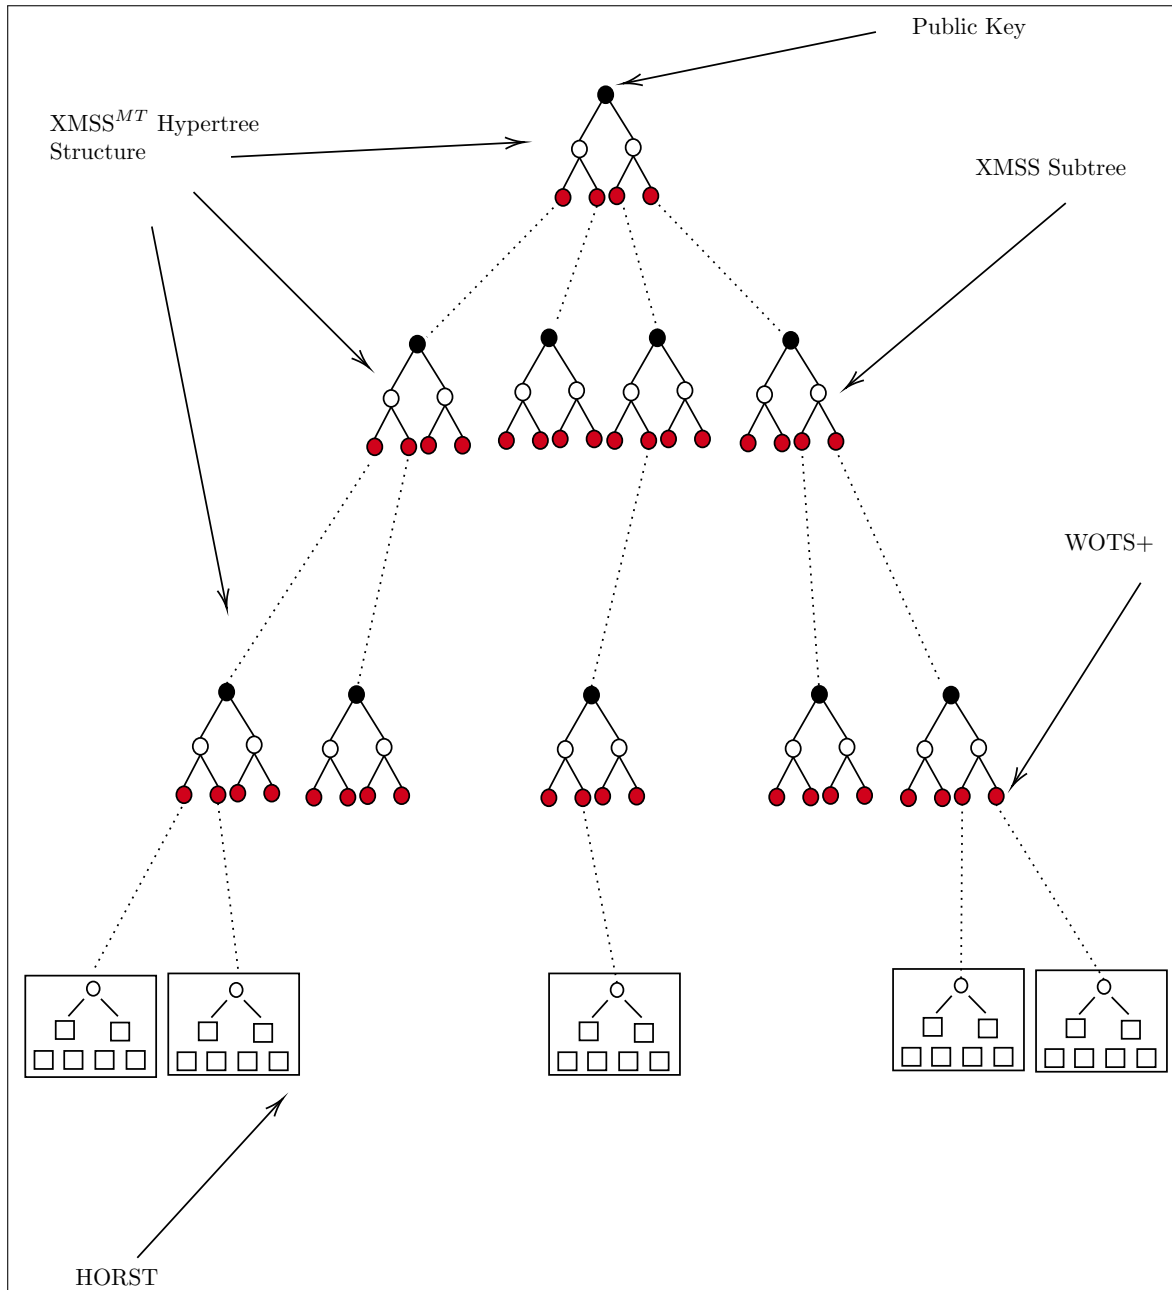 Public Key
XMSS^{MT} Hypertree
Structure
XMSS Subtree
WOTS+
HORST